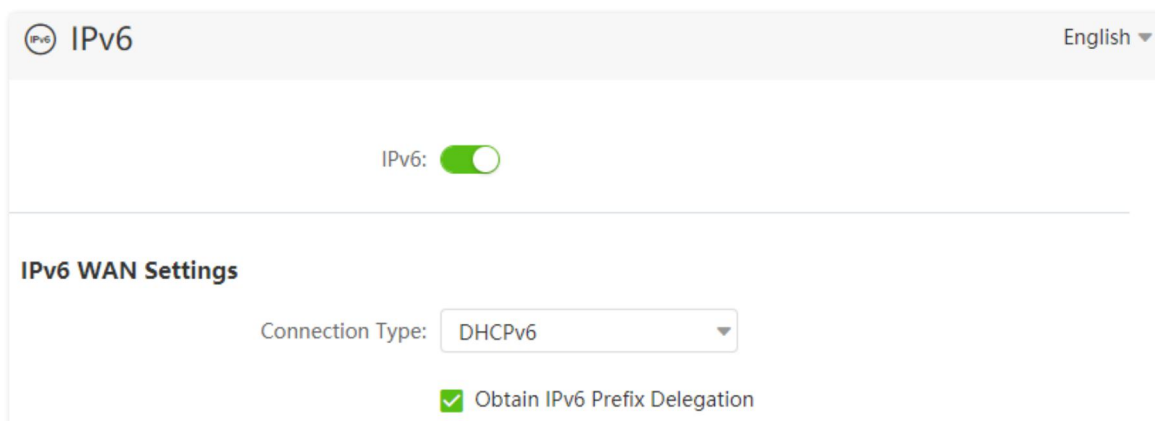 IPv6 IPv6 English
IPv6:
IPv6 WAN Settings
Connection Type: DHCPv6
Obtain IPv6 Prefix Delegation